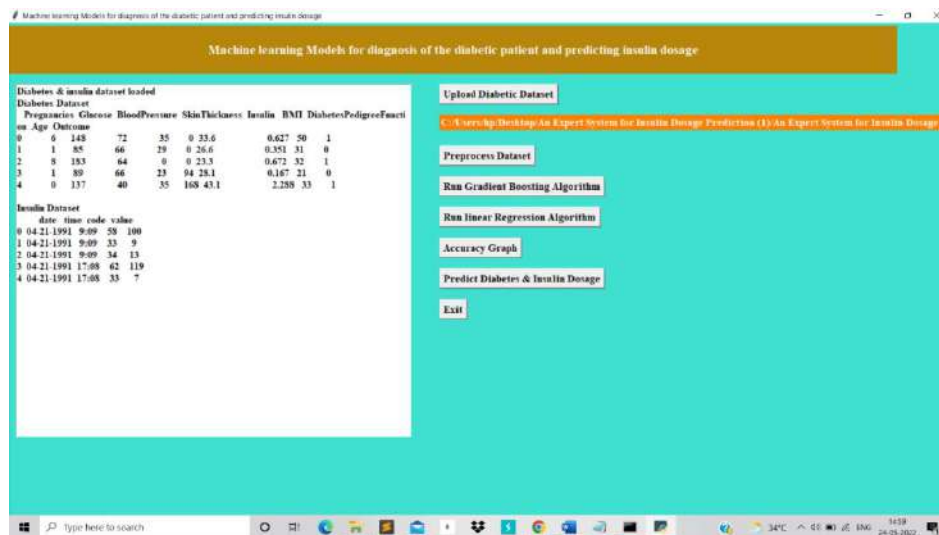 Machine learning Models for diagnosis of the diabetic patient and predicting insulin dosage
Machine learning Models for diagnosis of the diabetic patient and predicting insulin dosage
Diabetes & insulin dataset loaded
Diabetes Dataset
Pregnancies Glucose BloodPressure SkinThickness Insulin BMI DiabetesPedigreeFuncti
on Age Outcome
0 6 148 72 35 0 33.6 0.627 50 1
1 1 85 66 29 0 26.6 0.351 31 0
2 8 183 64 0 0 23.3 0.672 32 1
3 1 89 66 23 94 28.1 0.167 21 0
4 0 137 40 35 168 43.1 2.288 33 1
Insulin Dataset
date time code value
0 04-21-1991 9:09 58 100
1 04-21-1991 9:09 33 9
2 04-21-1991 9:09 34 13
3 04-21-1991 17:08 62 119
4 04-21-1991 17:08 33 7
Upload Diabetic Dataset
C:/Users/hp/Desktop/An Expert System for Insulin Dosage Prediction (1)/An Expert System for Insulin Dosage
Preprocess Dataset
Run Gradient Boosting Algorithm
Run linear Regression Algorithm
Accuracy Graph
Predict Diabetes & Insulin Dosage
Exit
Type here to search
34°C ENG
14:59
24-05-2022